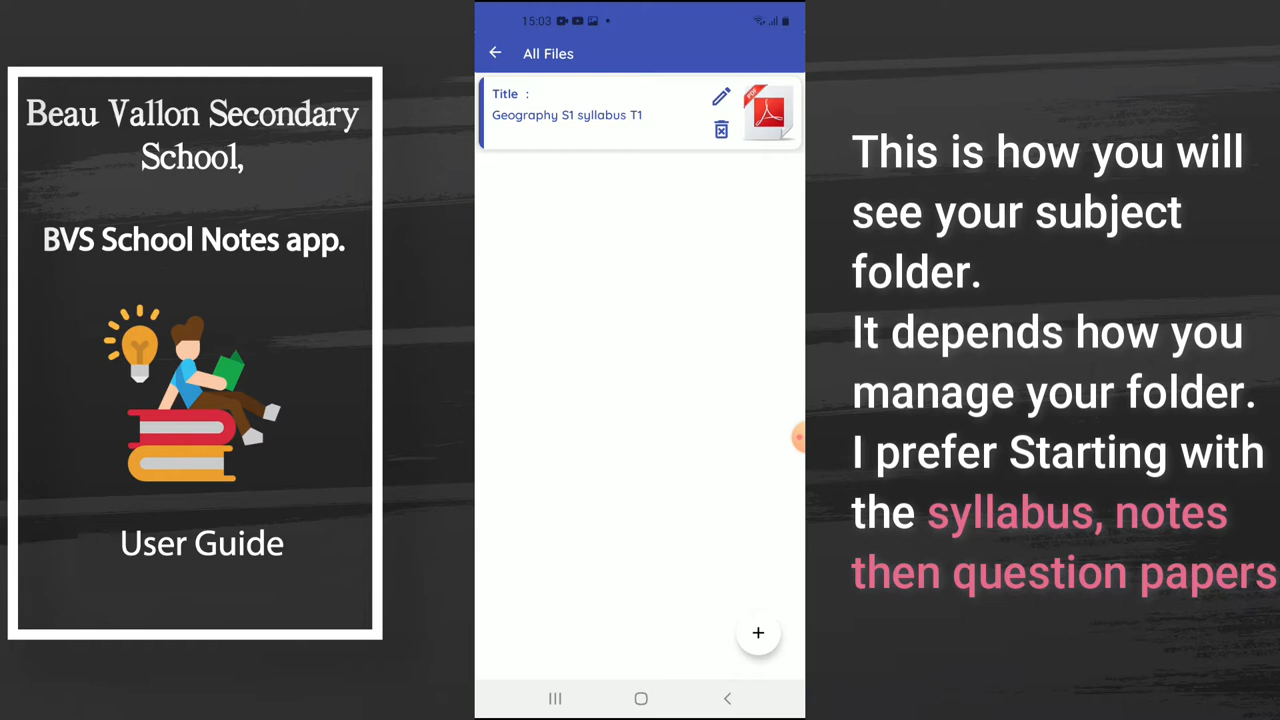 Beau Vallon Secondary
School,
BVS School Notes app.
User Guide
15:03
All Files
Title :
Geography S1 syllabus T1
PDF
+
This is how you will
see your subject
folder.
It depends how you
manage your folder.
I prefer Starting with
the syllabus, notes
then question papers